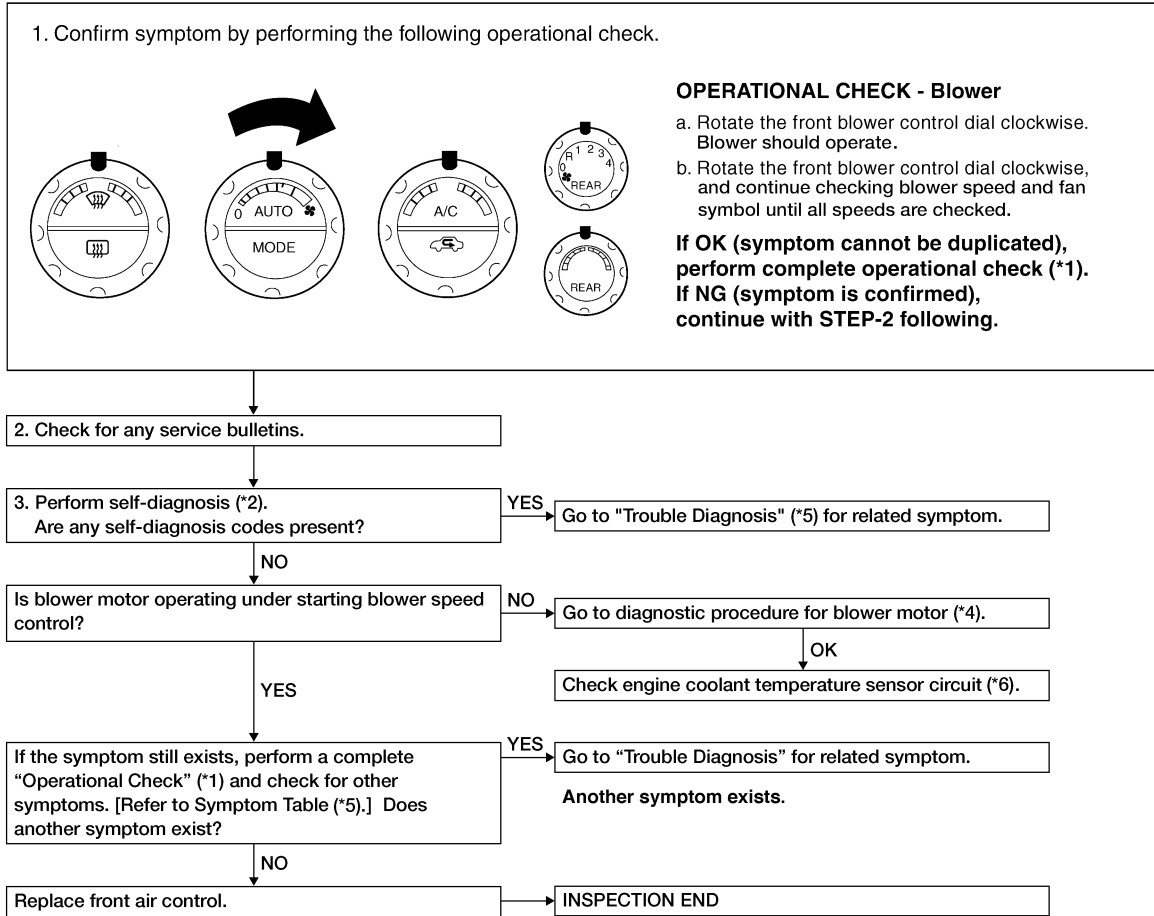 1. Confirm symptom by performing the following operational check.
OPERATIONAL CHECK - Blower
a. Rotate the front blower control dial clockwise.
Blower should operate.
b. Rotate the front blower control dial clockwise,
and continue checking blower speed and fan
symbol until all speeds are checked.
If OK (symptom cannot be duplicated),
perform complete operational check (*1).
If NG (symptom is confirmed),
continue with STEP-2 following.
0 AUTO
MODE
A/C
0 R 1 2 3 4
REAR
REAR
2. Check for any service bulletins.
3. Perform self-diagnosis (*2).
Are any self-diagnosis codes present?
YES
Go to "Trouble Diagnosis" (*5) for related symptom.
NO
Is blower motor operating under starting blower speed
control?
NO
Go to diagnostic procedure for blower motor (*4).
OK
Check engine coolant temperature sensor circuit (*6).
YES
If the symptom still exists, perform a complete
“Operational Check” (*1) and check for other
symptoms. [Refer to Symptom Table (*5).] Does
another symptom exist?
YES
Go to “Trouble Diagnosis” for related symptom.
Another symptom exists.
NO
Replace front air control.
INSPECTION END